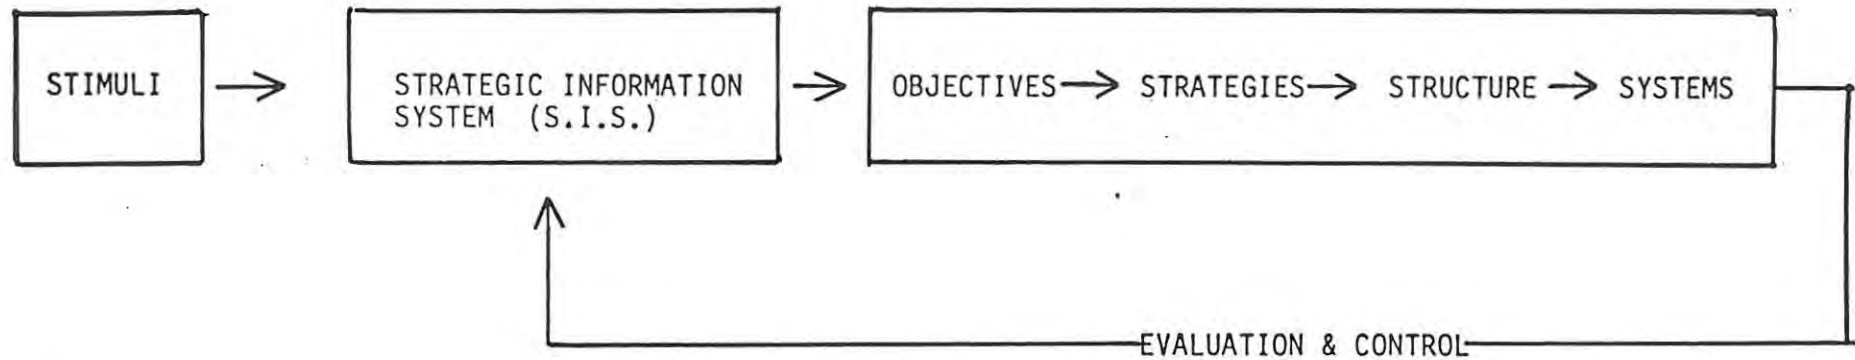 STIMULI
STRATEGIC INFORMATION
SYSTEM (S.I.S.)
OBJECTIVES STRATEGIES STRUCTURE SYSTEMS
EVALUATION & CONTROL